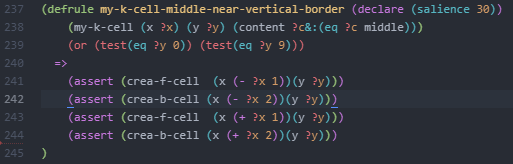 237 (defrule my-k-cell-middle-near-vertical-border (declare (salience 30))
238 (my-k-cell (x ?x) (y ?y) (content ?c&:(eq ?c middle)))
239 (or (test(eq ?y 0)) (test(eq ?y 9)))
240 =>
241 (assert (crea-f-cell (x (- ?x 1))(y ?y)))
242 (assert (crea-b-cell (x (- ?x 2))(y ?y)))
243 (assert (crea-f-cell (x (+ ?x 1))(y ?y)))
244 (assert (crea-b-cell (x (+ ?x 2))(y ?y)))
245 )